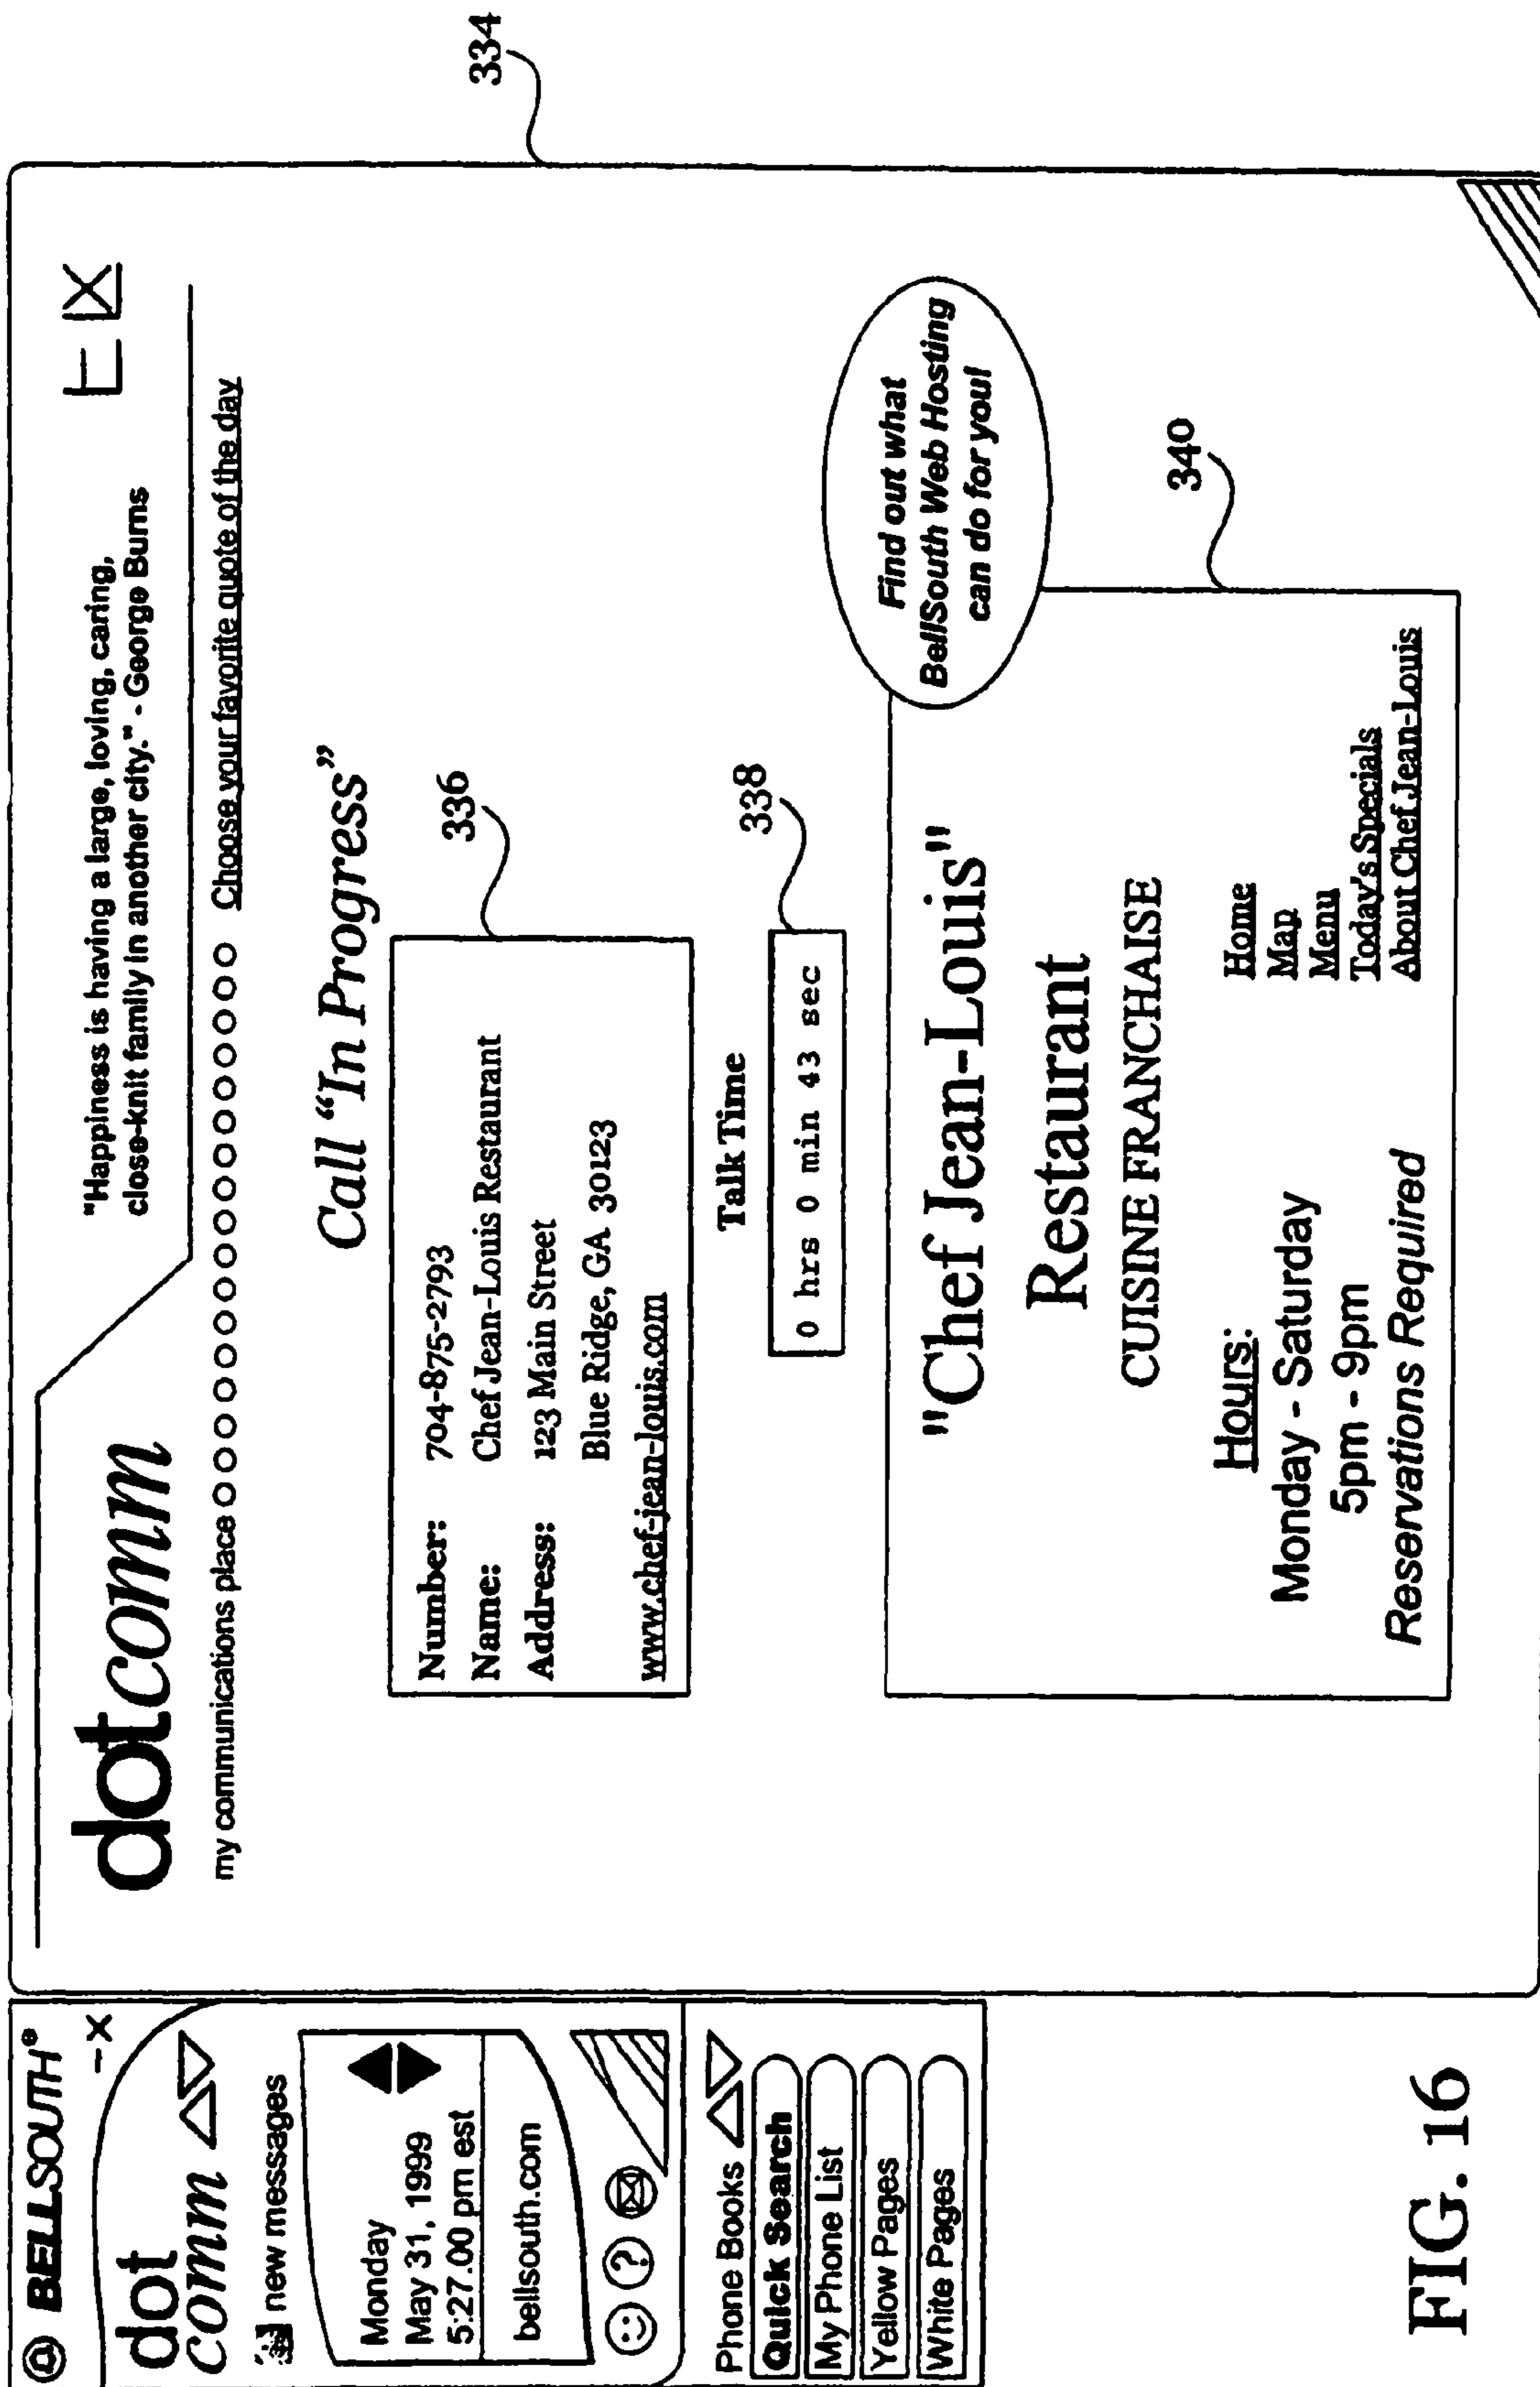 BELLSOUTH®
– X
dot
comm
new messages
Monday
May 31, 1999
5:27.00 pm est
bellsouth.com
?
Phone Books
Quick Search
My Phone List
Yellow Pages
White Pages
dotcomm
"Happiness is having a large, loving, caring,
close-knit family in another city." - George Burns
my communications place
Choose your favorite quote of the day
334
Call “In Progress”
336
Number: 704-875-2793
Name: Chef Jean-Louis Restaurant
Address: 123 Main Street
Blue Ridge, GA 30123
www.chef-jean-louis.com
Talk Time
338
0 hrs 0 min 43 sec
Find out what
BellSouth Web Hosting
can do for you!
340
"Chef Jean-Louis"
Restaurant
CUISINE FRANCHAISE
Hours:
Monday - Saturday
5pm - 9pm
Reservations Required
Home
Map
Menu
Today's Specials
About Chef Jean-Louis
FIG. 16